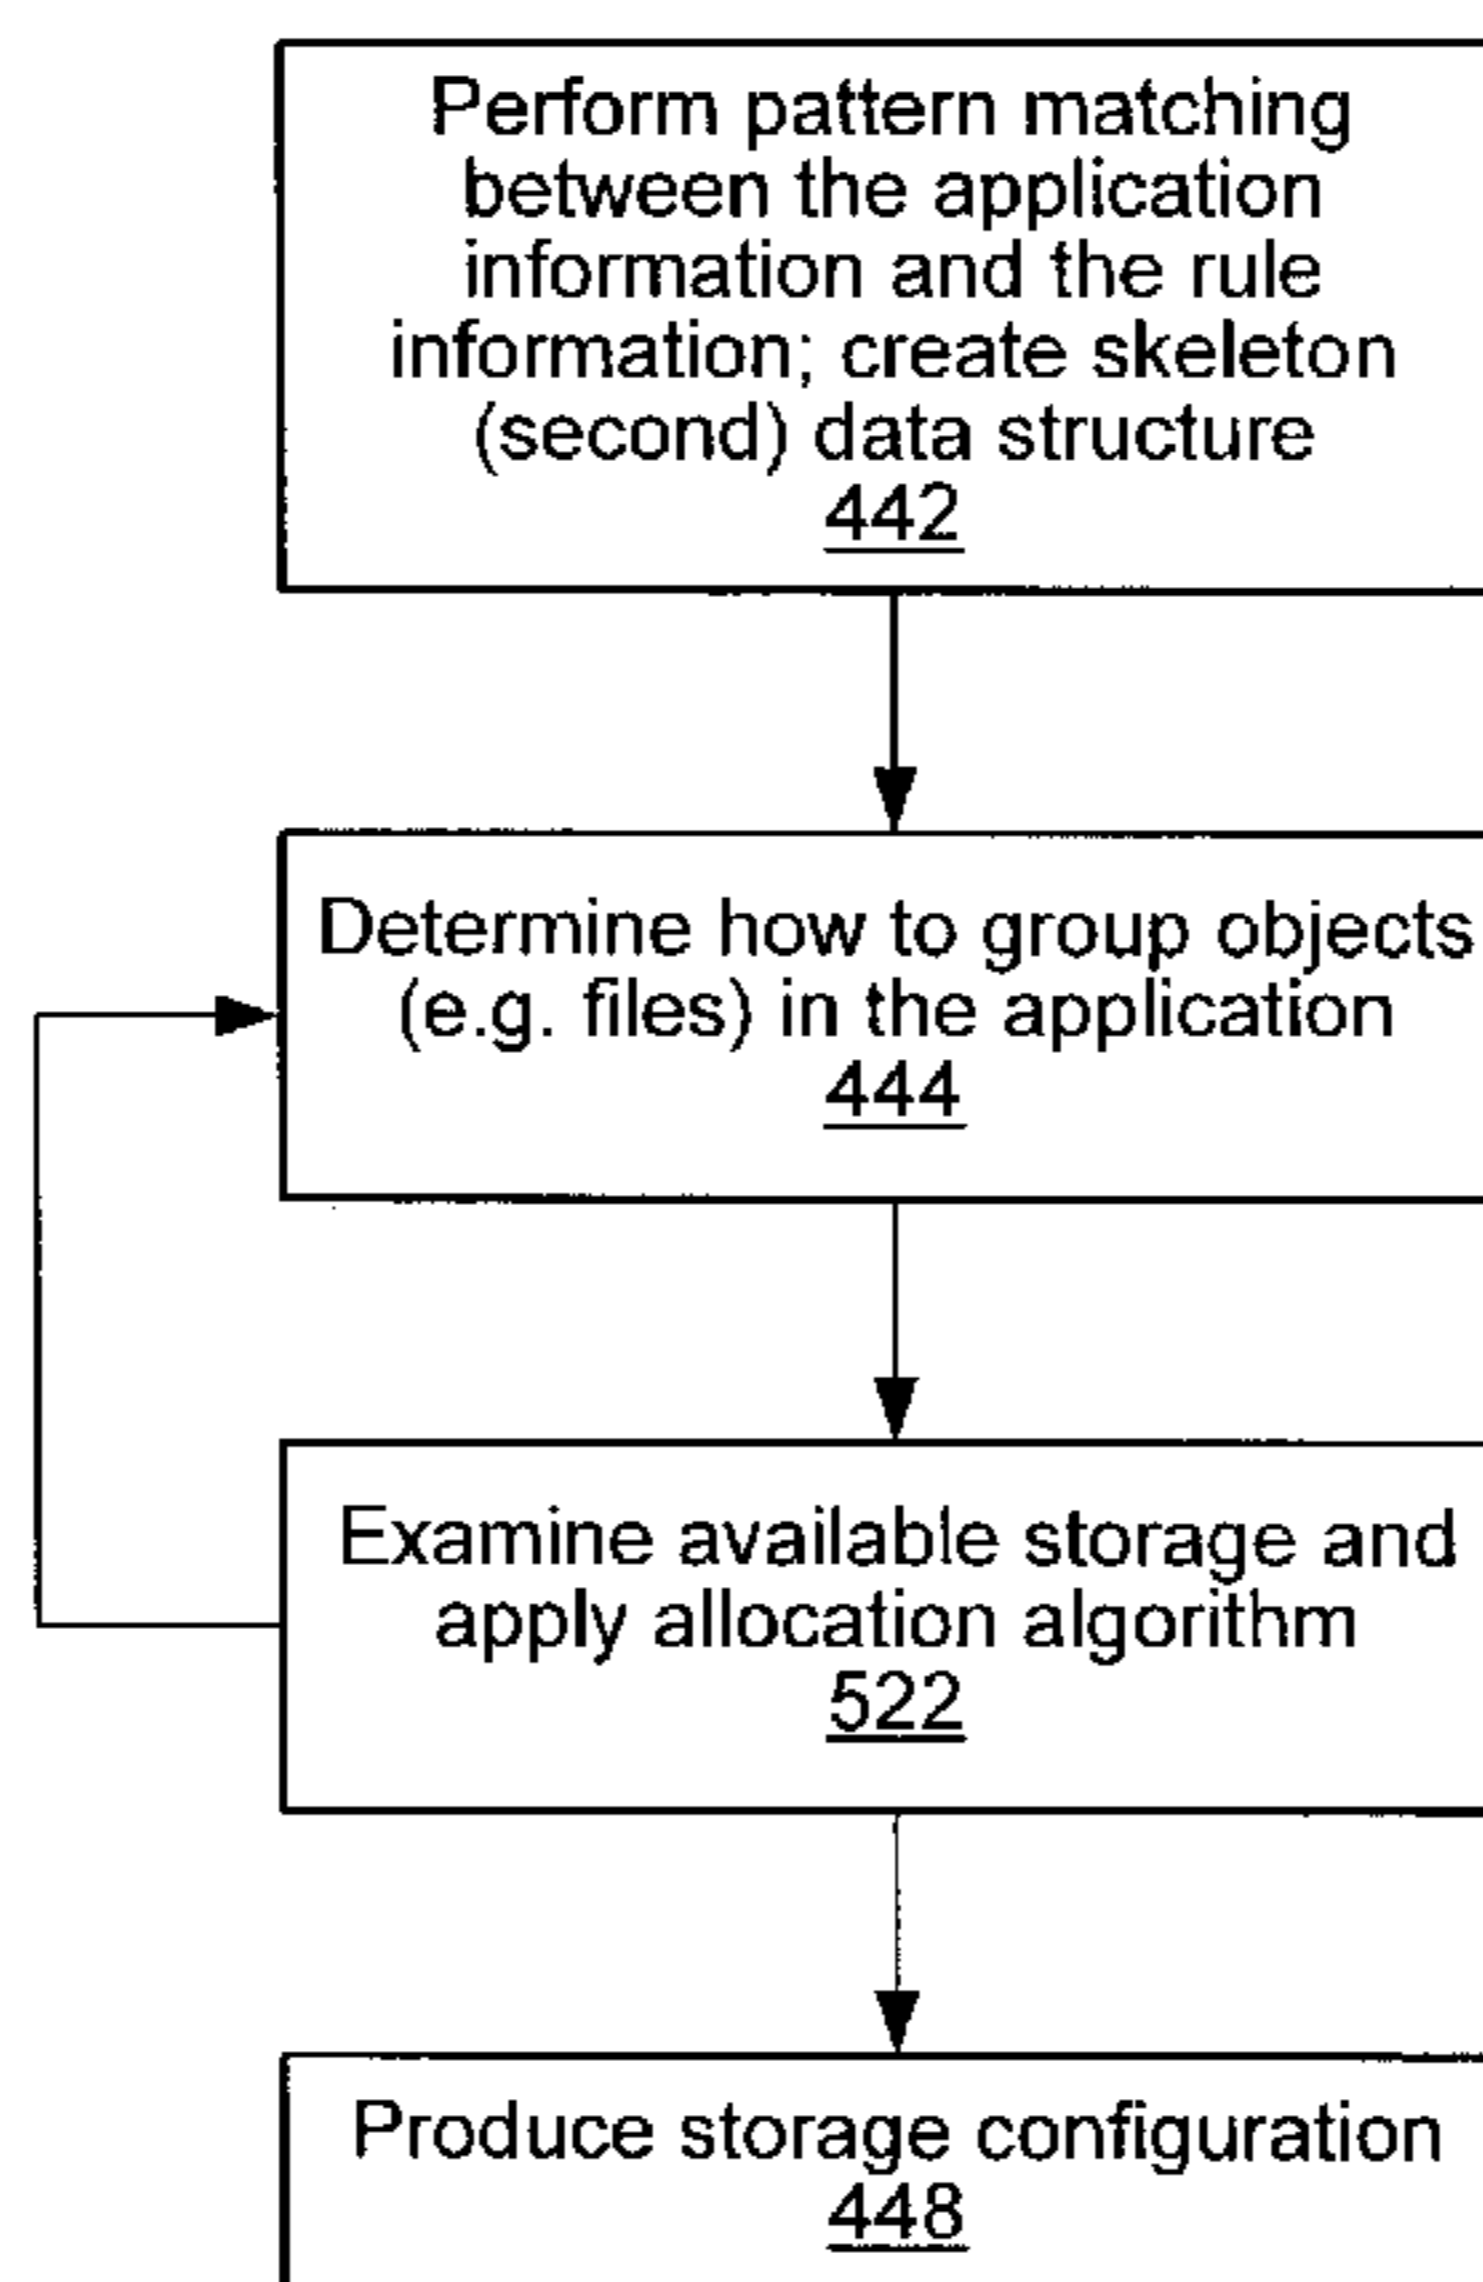 Perform pattern matching
between the application
information and the rule
information; create skeleton
(second) data structure
442
Determine how to group objects
(e.g. files) in the application
444
Examine available storage and
apply allocation algorithm
522
Produce storage configuration
448